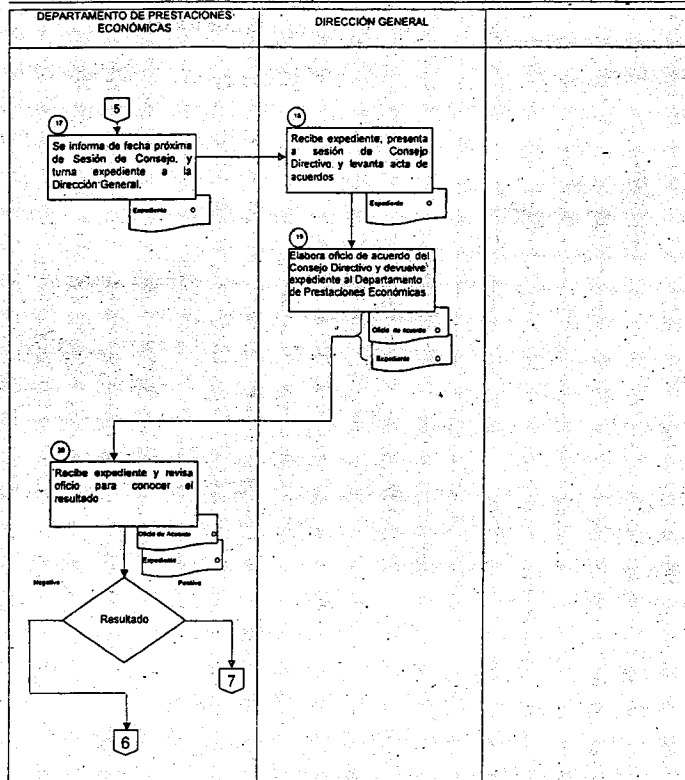 DEPARTAMENTO DE PRESTACIONES
ECONÓMICAS
DIRECCIÓN GENERAL
5
17
Se informa de fecha próxima
de Sesión de Consejo, y
turna expediente a la
Dirección General.
Expediente O
18
Recibe expediente, presenta
a sesión de Consejo
Directivo, y levanta acta de
acuerdos
Expediente O
19
Elabora oficio de acuerdo del
Consejo Directivo y devuelve
expediente al Departamento
de Prestaciones Económicas
Oficio de acuerdo O
Expediente O
20
Recibe expediente y revisa
oficio para conocer el
resultado
Oficio de Acuerdo O
Expediente O
Negativo
Positivo
Resultado
7
6